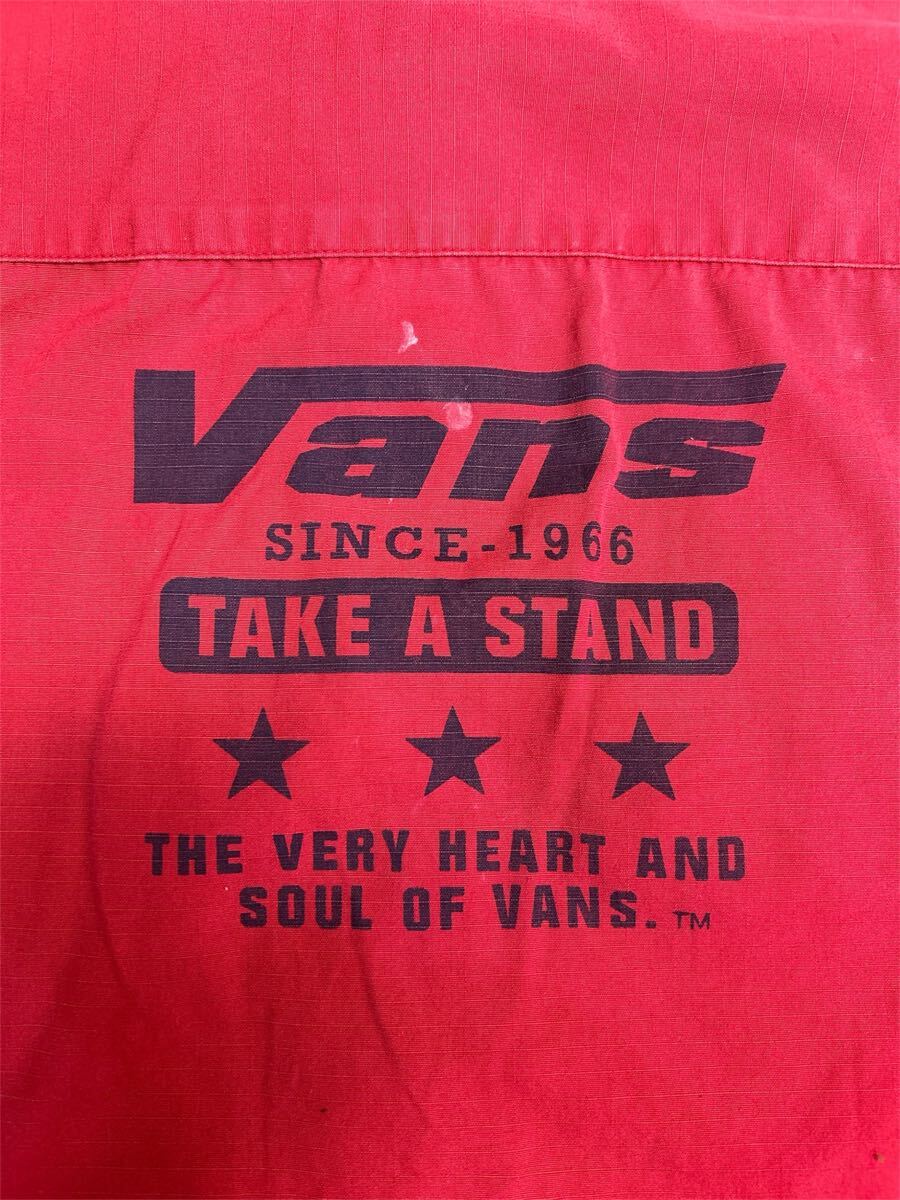 Vans
SINCE-1966
TAKE A STAND
THE VERY HEART AND
SOUL OF VANS. TM